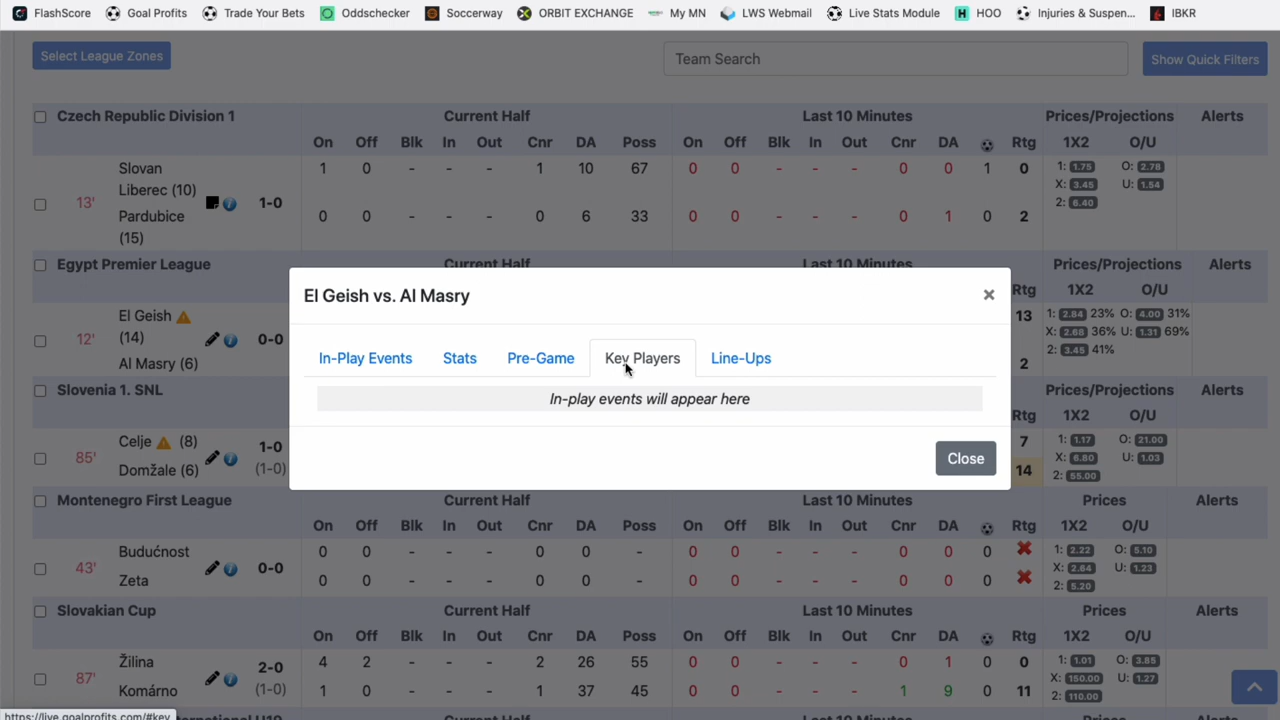 FlashScore Goal Profits Trade Your Bets Oddschecker Soccerway ORBIT EXCHANGE My MN LWS Webmail Live Stats Module HOO Injuries & Suspen... IBKR
Select League Zones Team Search Show Quick Filters
Czech Republic Division 1 Current Half Last 10 Minutes Prices/Projections Alerts
On Off Blk In Out Cnr DA Poss On Off Blk In Out Cnr DA Rtg 1X2 O/U
13' Slovan Liberec (10) 1-0 1 0 - - - 1 10 67 0 0 - - - 0 0 1 0 1: 1.75 O: 2.78
X: 3.45 U: 1.54
2: 6.40
Pardubice (15) 0 0 - - - 0 6 33 0 0 - - - 0 1 0 2
Egypt Premier League Current Half Last 10 Minutes Prices/Projections Alerts
Rtg 1X2 O/U
12' El Geish (14) 0-0 13 1: 2.84 23% O: 4.00 31%
X: 2.68 36% U: 1.31 69%
Al Masry (6) 2 2: 3.45 41%
El Geish vs. Al Masry ×
In-Play Events Stats Pre-Game Key Players Line-Ups
In-play events will appear here
Close
Slovenia 1. SNL Prices/Projections Alerts
Rtg 1X2 O/U
85' Celje (8) 1-0 7 1: 1.17 O: 21.00
Domžale (6) (1-0) 14 X: 6.80 U: 1.03
2: 55.00
Montenegro First League Current Half Last 10 Minutes Prices Alerts
On Off Blk In Out Cnr DA Poss On Off Blk In Out Cnr DA Rtg 1X2 O/U
43' Budućnost 0-0 0 0 - - - 0 0 - 0 0 - - - 0 0 0 1: 2.22 O: 5.10
Zeta 0 0 - - - 0 0 - 0 0 - - - 0 0 0 X: 2.64 U: 1.23
2: 5.20
Slovakian Cup Current Half Last 10 Minutes Prices Alerts
On Off Blk In Out Cnr DA Poss On Off Blk In Out Cnr DA Rtg 1X2 O/U
87' Žilina 2-0 4 2 - - - 2 26 55 0 0 - - - 0 1 0 0 1: 1.01 O: 3.85
Komárno (1-0) 1 0 - - - 1 37 45 0 0 - - - 1 9 0 11 X: 150.00 U: 1.27
2: 110.00
https://live.goalprofits.com/#key